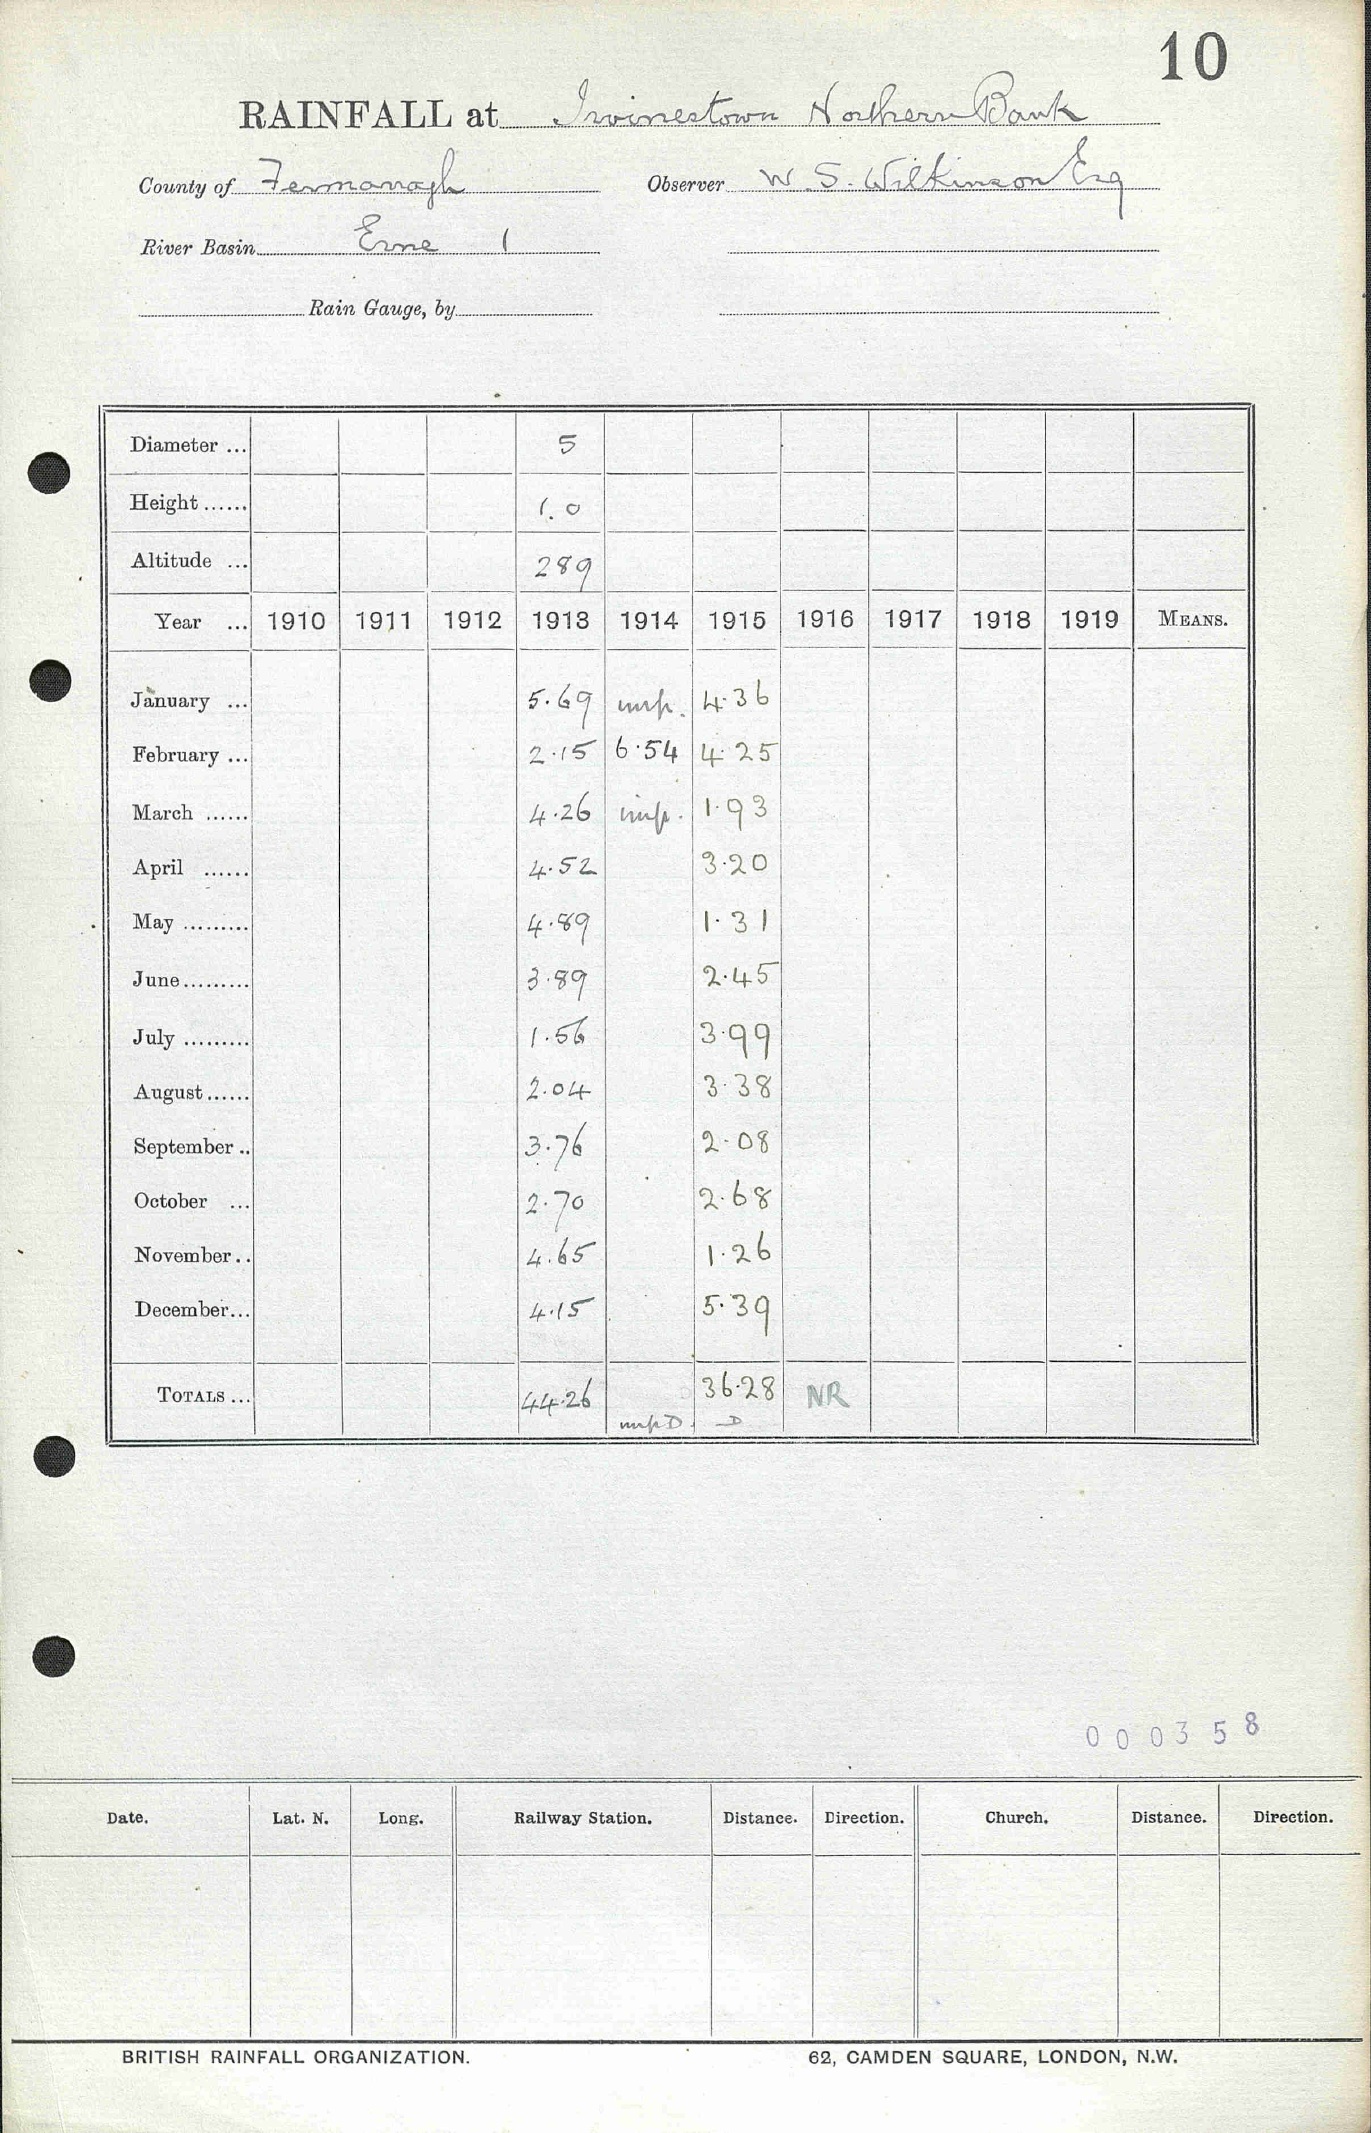 10
RAINFALL at Irvinestown Northern Bank
County of Fermanagh Observer W. S. Wilkinson Esq
River Basin Erne 1
Rain Gauge, by
Diameter ... 5
Height ...... 1.0
Altitude ... 289
Year ... 1910 1911 1912 1913 1914 1915 1916 1917 1918 1919 MEANS.
January ... 5.69 imp. 4.36
February ... 2.15 6.54 4.25
March ...... 4.26 imp. 1.93
April ...... 4.52 3.20
May ......... 4.89 1.31
June ......... 3.89 2.45
July ......... 1.56 3.99
August ...... 2.04 3.38
September .. 3.76 2.08
October ... 2.70 2.68
November .. 4.65 1.26
December ... 4.15 5.39
TOTALS ... 44.26 36.28 NR
imp D. D
000358
Date. Lat. N. Long. Railway Station. Distance. Direction. Church. Distance. Direction.
BRITISH RAINFALL ORGANIZATION. 62, CAMDEN SQUARE, LONDON, N.W.